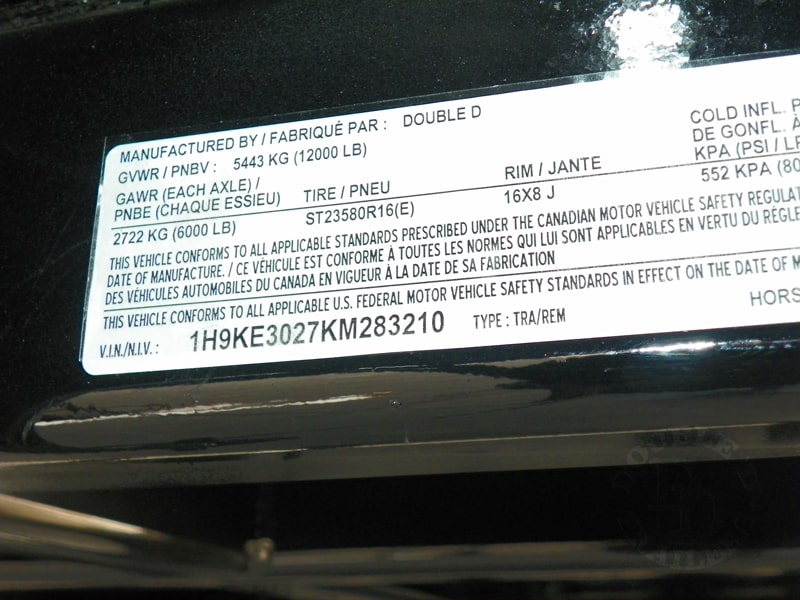 MANUFACTURED BY / FABRIQUÉ PAR : DOUBLE D
GVWR / PNBV : 5443 KG (12000 LB)
GAWR (EACH AXLE) /
PNBE (CHAQUE ESSIEU) TIRE / PNEU RIM / JANTE
COLD INFL.
DE GONFL.
KPA (PSI /
2722 KG (6000 LB) ST23580R16(E) 16X8 J 552 KPA (80
THIS VEHICLE CONFORMS TO ALL APPLICABLE STANDARDS PRESCRIBED UNDER THE CANADIAN MOTOR VEHICLE SAFETY
DATE OF MANUFACTURE. / CE VÉHICULE EST CONFORME À TOUTES LES NORMES QUI LUI SONT APPLICABLES EN VERTU DU
DES VÉHICULES AUTOMOBILES DU CANADA EN VIGUEUR À LA DATE DE SA FABRICATION
THIS VEHICLE CONFORMS TO ALL APPLICABLE U.S. FEDERAL MOTOR VEHICLE SAFETY STANDARDS IN EFFECT ON THE DATE OF
V.I.N./N.I.V. : 1H9KE3027KM283210 TYPE : TRA/REM HORS